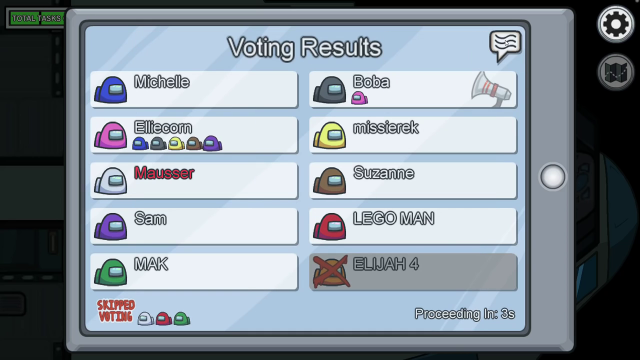 TOTAL TASKS
Voting Results
Michelle
Boba
Elliecorn
missierek
Mausser
Suzanne
Sam
LEGO MAN
MAK
ELIJAH 4
SKIPPED
VOTING
Proceeding In: 3s